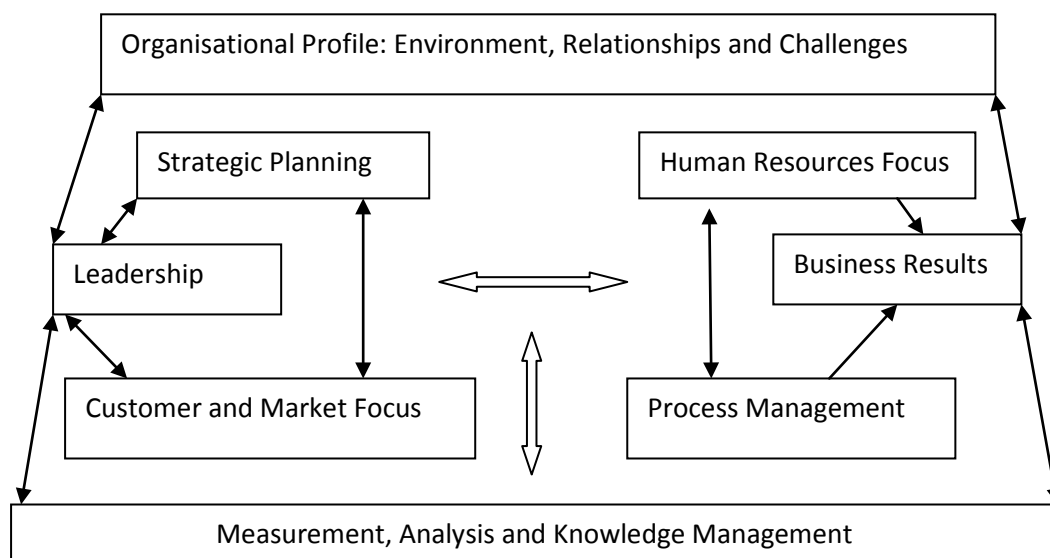 Organisational Profile: Environment, Relationships and Challenges
Strategic Planning
Human Resources Focus
Leadership
Business Results
Customer and Market Focus
Process Management
Measurement, Analysis and Knowledge Management